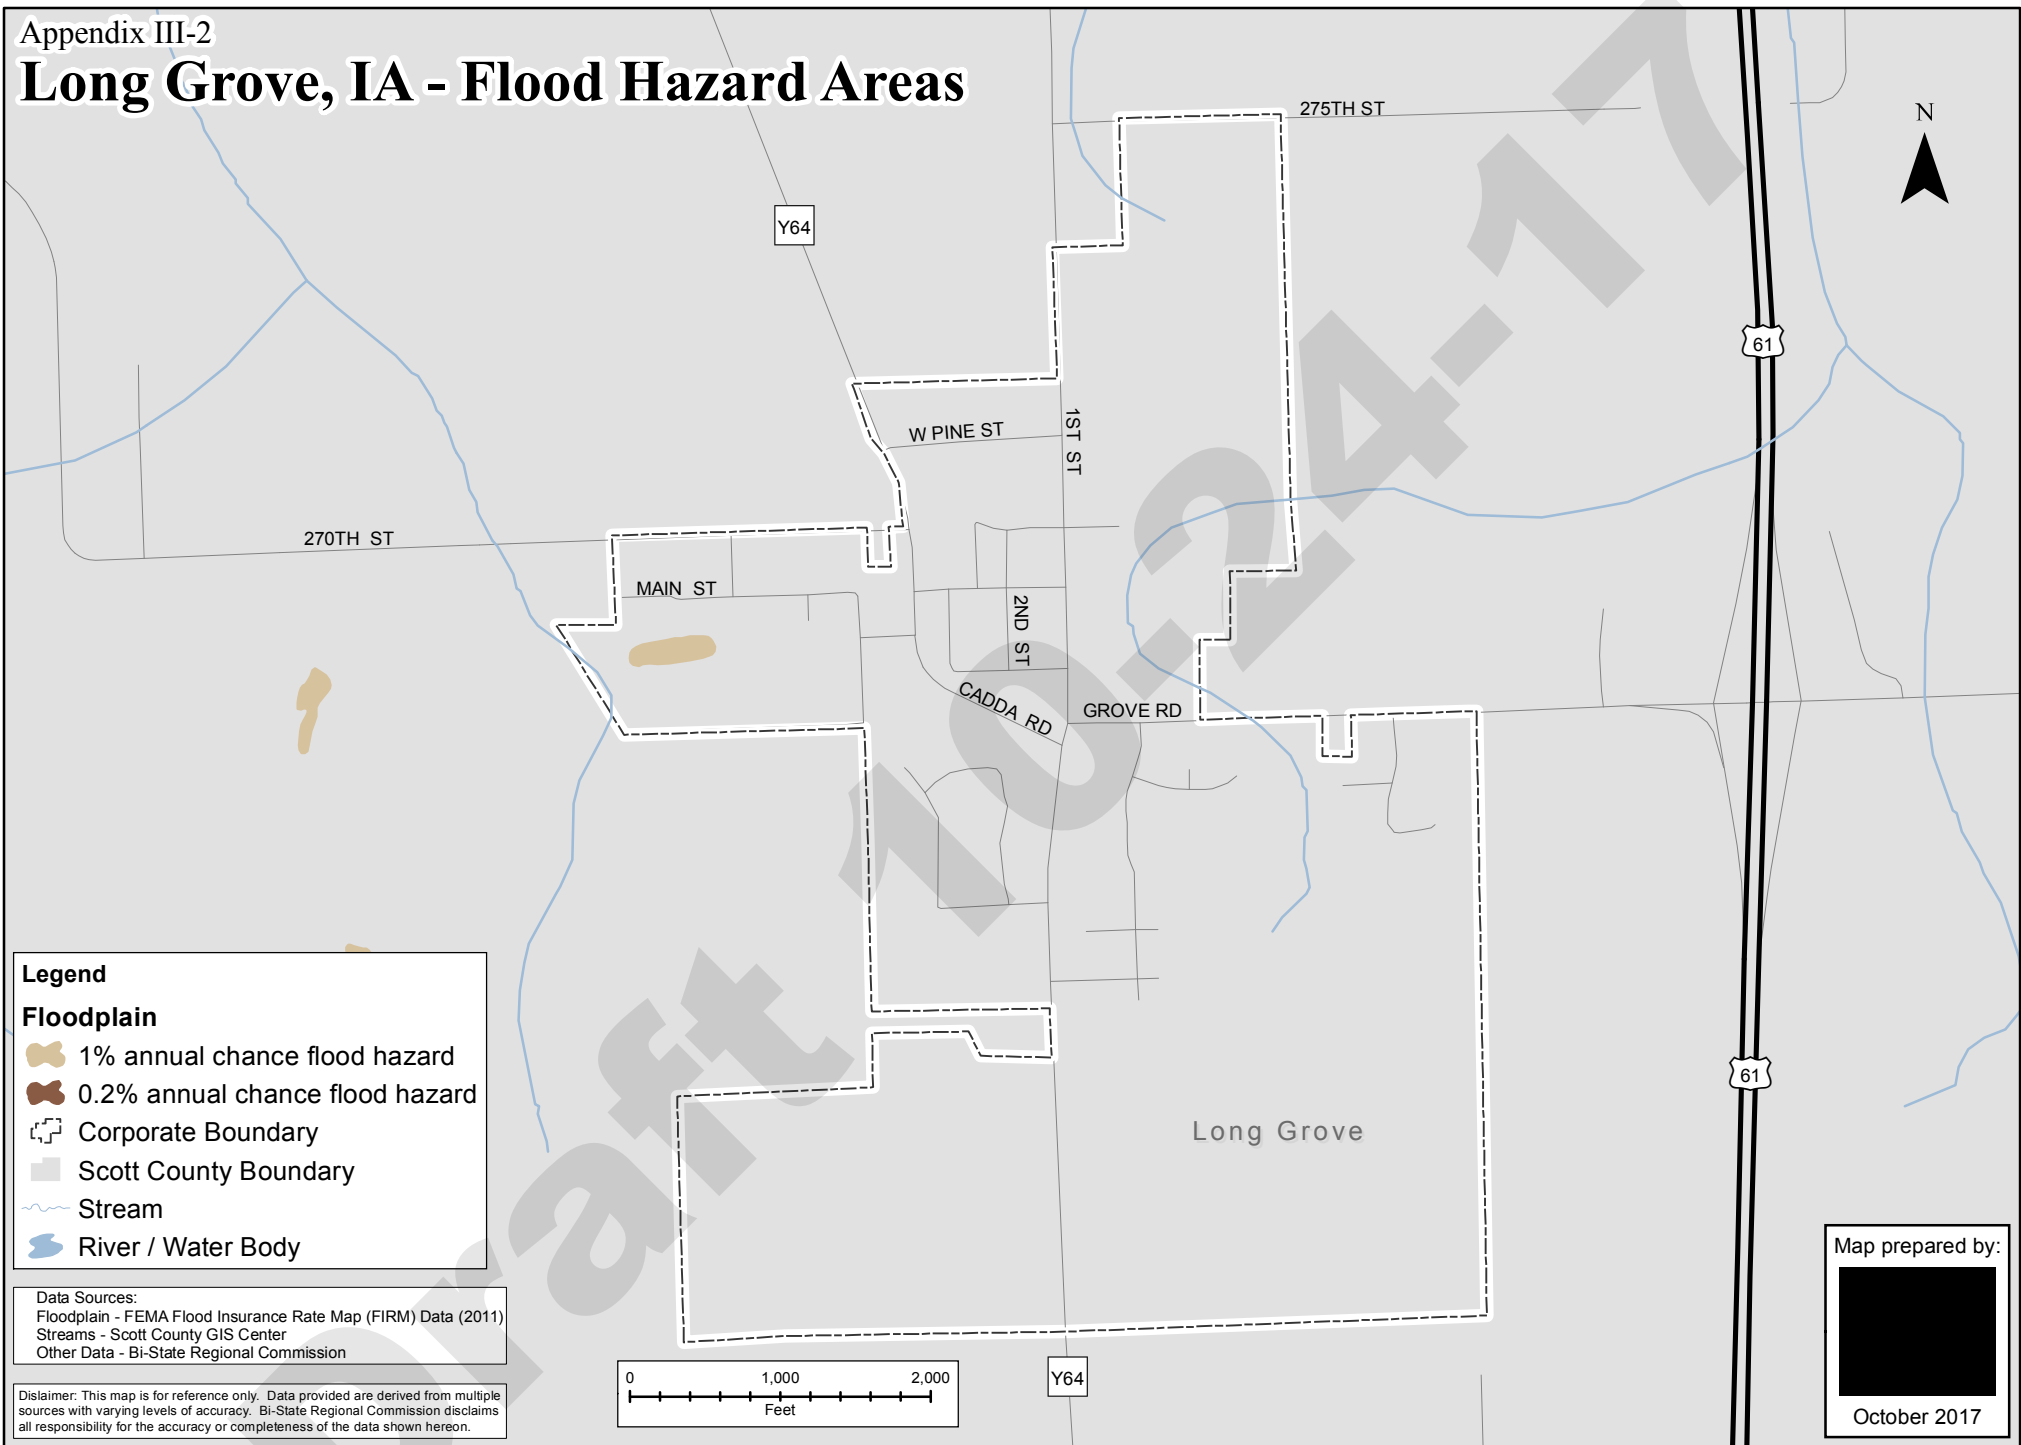 Appendix III-2
Long Grove, IA - Flood Hazard Areas
275TH ST
N
Y64
61
W PINE ST
1ST ST
270TH ST
MAIN ST
2ND ST
CADDA RD
GROVE RD
Draft 10-24-17
Long Grove
61
Y64
Legend
Floodplain
1% annual chance flood hazard
0.2% annual chance flood hazard
Corporate Boundary
Scott County Boundary
Stream
River / Water Body
Data Sources:
Floodplain - FEMA Flood Insurance Rate Map (FIRM) Data (2011)
Streams - Scott County GIS Center
Other Data - Bi-State Regional Commission
Dislaimer: This map is for reference only. Data provided are derived from multiple
sources with varying levels of accuracy. Bi-State Regional Commission disclaims
all responsibility for the accuracy or completeness of the data shown hereon.
0 1,000 2,000
Feet
Map prepared by:
October 2017